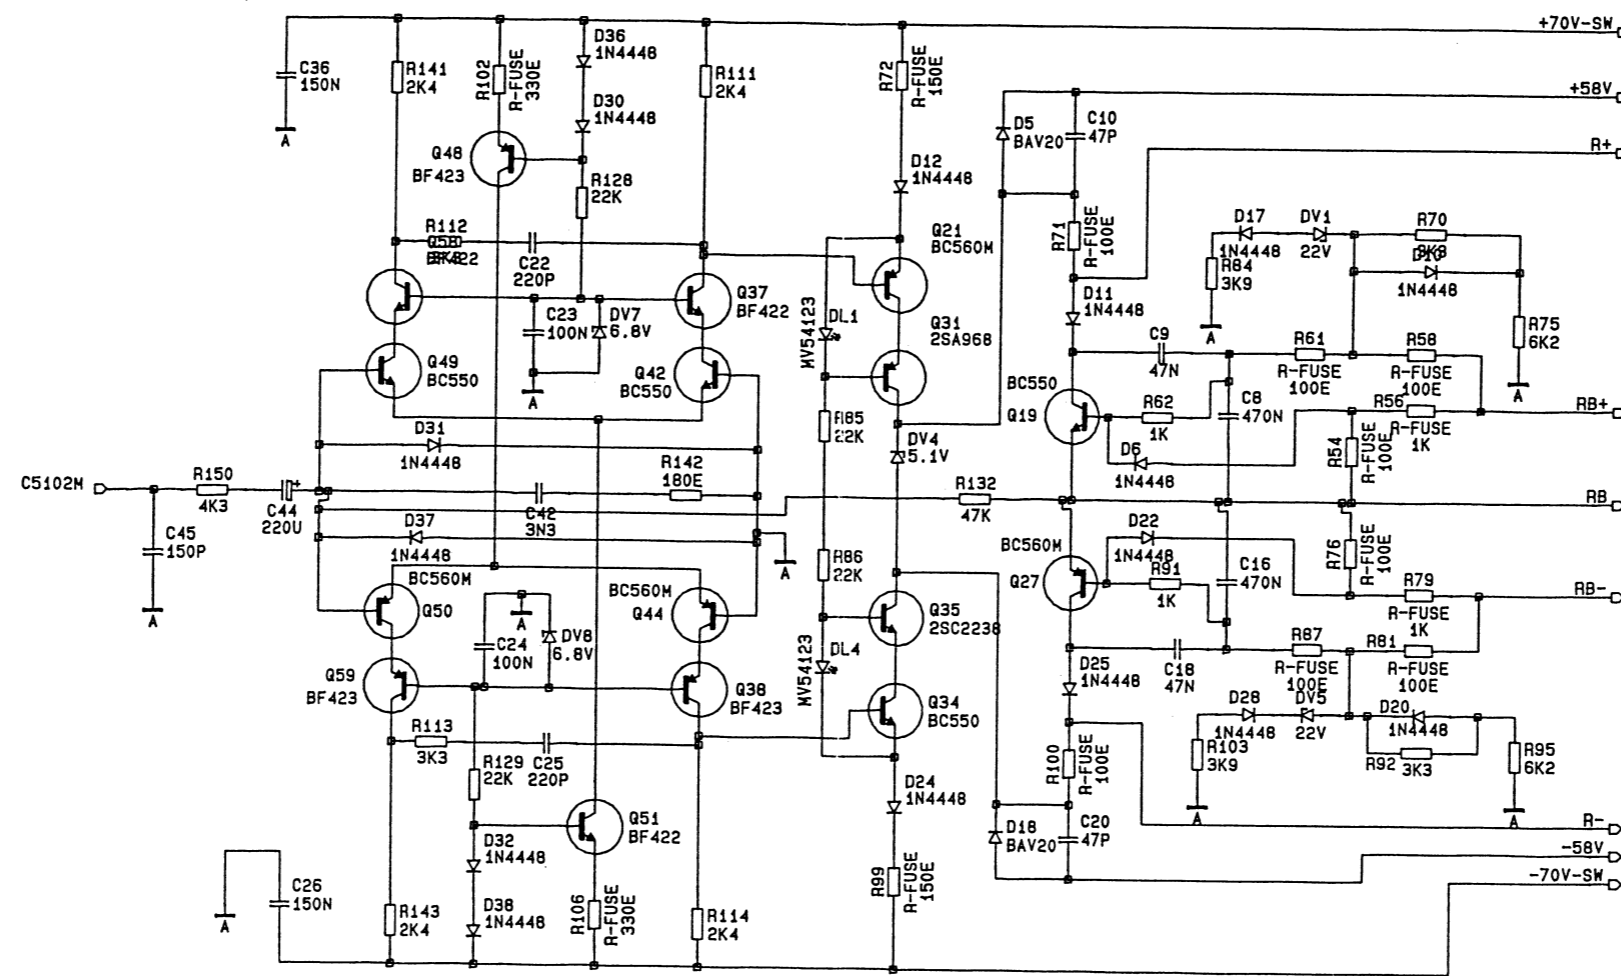 +70V-SW
C36
150N
A
R141
2K4
R102
R-FUSE
330E
D36
1N4448
D30
1N4448
R111
2K4
R72
R-FUSE
150E
+58V
D5
BAV20
C10
47P
R+
Q48
BF423
R128
22K
D12
1N4448
R112
C22
220P
Q21
BC560M
R71
R-FUSE
100E
D17
1N4448
DV1
22V
R70
1N4448
R84
3K9
A
R75
6K2
A
C23
100N
DV7
6.8V
A
Q37
BF422
MV54123
DL1
Q31
2SA968
D11
1N4448
C9
47N
R61
R-FUSE
100E
R58
R-FUSE
100E
Q49
BC550
Q42
BC550
BC550
Q19
R62
1K
C8
470N
R56
R-FUSE
1K
RB+
D31
1N4448
R85
22K
DV4
5.1V
D6
1N4448
R54
R-FUSE
100E
C5102M
R150
4K3
C44
220U
+
C42
3N3
R142
180E
R132
47K
RB
C45
150P
A
D37
1N4448
A
R86
22K
BC560M
Q27
D22
1N4448
R91
1K
C16
470N
R76
R-FUSE
100E
R79
R-FUSE
1K
RB-
BC560M
Q50
BC560M
Q44
A
C24
100N
DV8
6.8V
Q35
2SC2238
Q59
BF423
Q38
BF423
MV54123
DL4
Q34
BC550
D25
1N4448
C18
47N
R87
R-FUSE
100E
R81
R-FUSE
100E
R113
3K3
C25
220P
R129
22K
D28
1N4448
DV5
22V
D20
1N4448
R92
3K3
R103
3K9
A
R95
6K2
A
R100
R-FUSE
100E
D24
1N4448
Q51
BF422
D32
1N4448
D18
BAV20
C20
47P
R-
-58V
-70V-SW
A
C26
150N
R143
2K4
D38
1N4448
R106
R-FUSE
330E
R114
2K4
R99
R-FUSE
150E